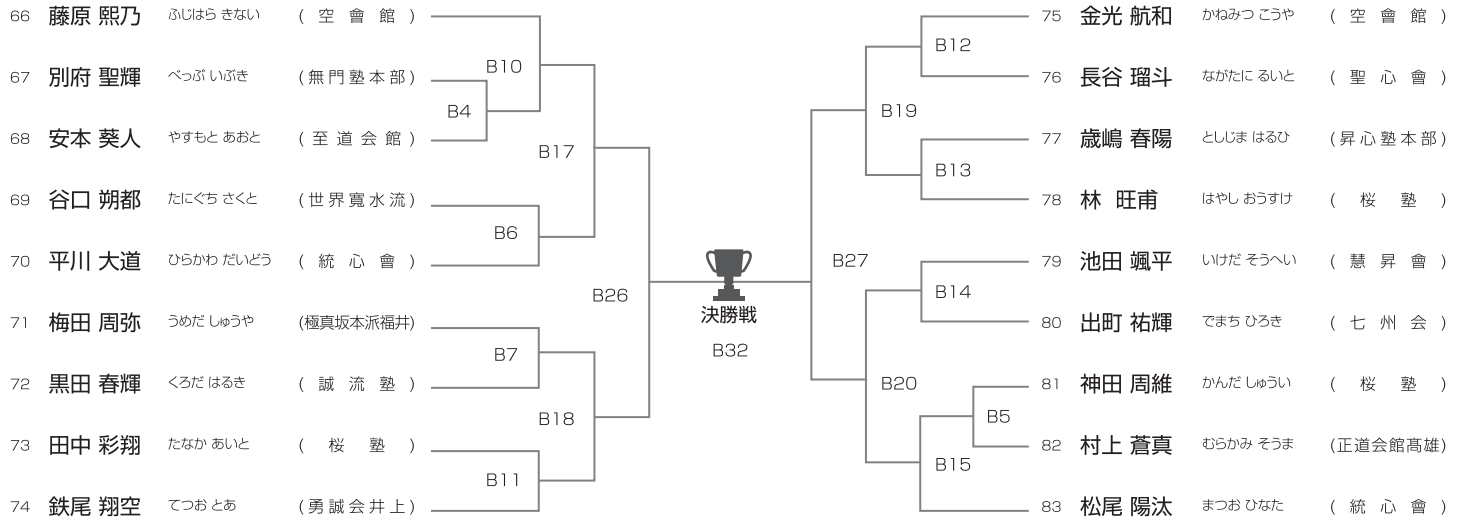 66 藤原 熙乃 ふじはら きない (空會館)
67 別府 聖輝 べっぷ いぶき (無門塾本部)
68 安本 葵人 やすもと あおと (至道会館)
69 谷口 朔都 たにぐち さくと (世界寬水流)
70 平川 大道 ひらかわ だいどう (統心會)
71 梅田 周弥 うめだ しゅうや (極真坂本派福井)
72 黒田 春輝 くろだ はるき (誠流塾)
73 田中 彩翔 たなか あいと (桜塾)
74 鉄尾 翔空 てつお とあ (勇誠会井上)
B10
B4
B17
B6
B26
B7
B18
B11
決勝戦
B32
B12
B19
B13
B27
B14
B20
B5
B15
75 金光 航和 かねみつ こうや (空會館)
76 長谷 瑠斗 ながたに るいと (聖心會)
77 歳嶋 春陽 としじま はるひ (昇心塾本部)
78 林 旺甫 はやし おうすけ (桜塾)
79 池田 颯平 いけだ そうへい (慧昇會)
80 出町 祐輝 でまち ひろき (七州会)
81 神田 周維 かんだ しゅうい (桜塾)
82 村上 蒼真 むらかみ そうま (正道会館髙雄)
83 松尾 陽汰 まつお ひなた (統心會)